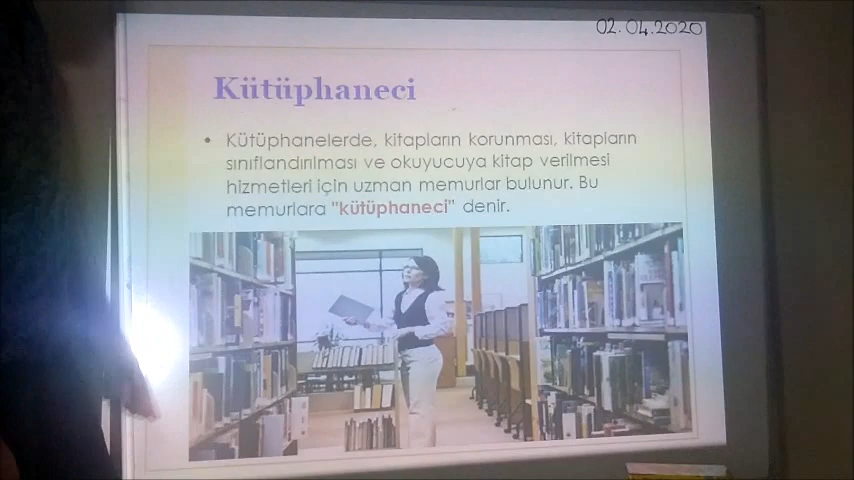 02.04.2020
Kütüphaneci
• Kütüphanelerde, kitapların korunması, kitapların
sınıflandırılması ve okuyucuya kitap verilmesi
hizmetleri için uzman memurlar bulunur. Bu
memurlara "kütüphaneci" denir.